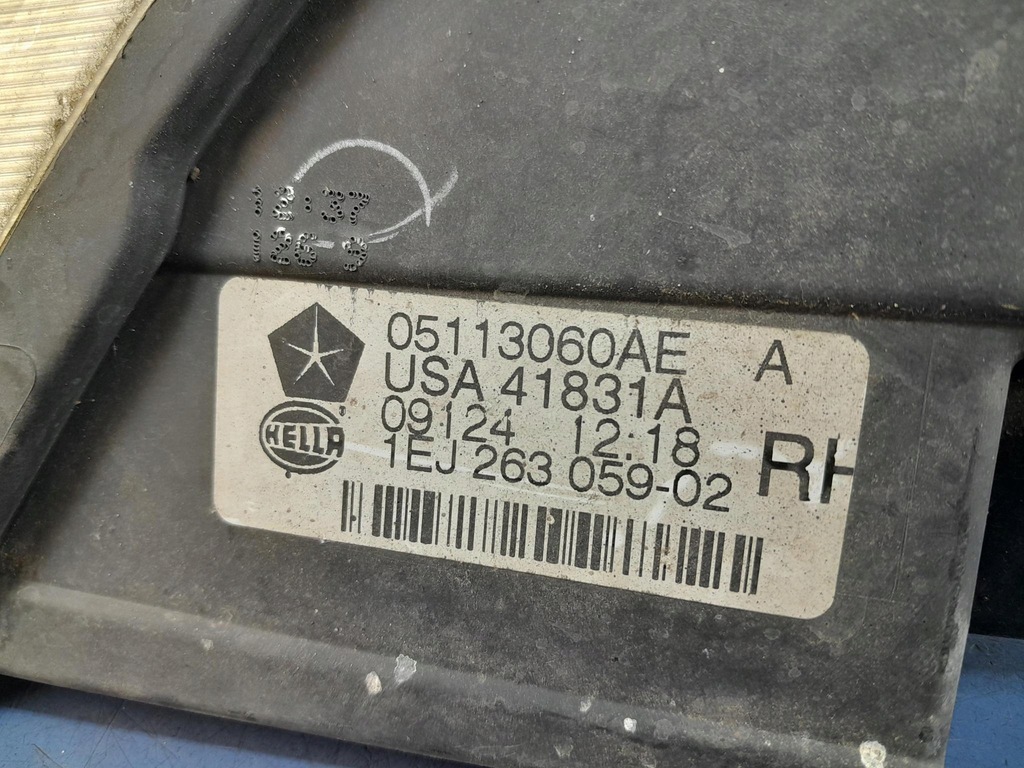 12:37
126-9
05113060AE A
USA 41831A
09124 12:18
HELLA
1EJ 263 059-02 RH